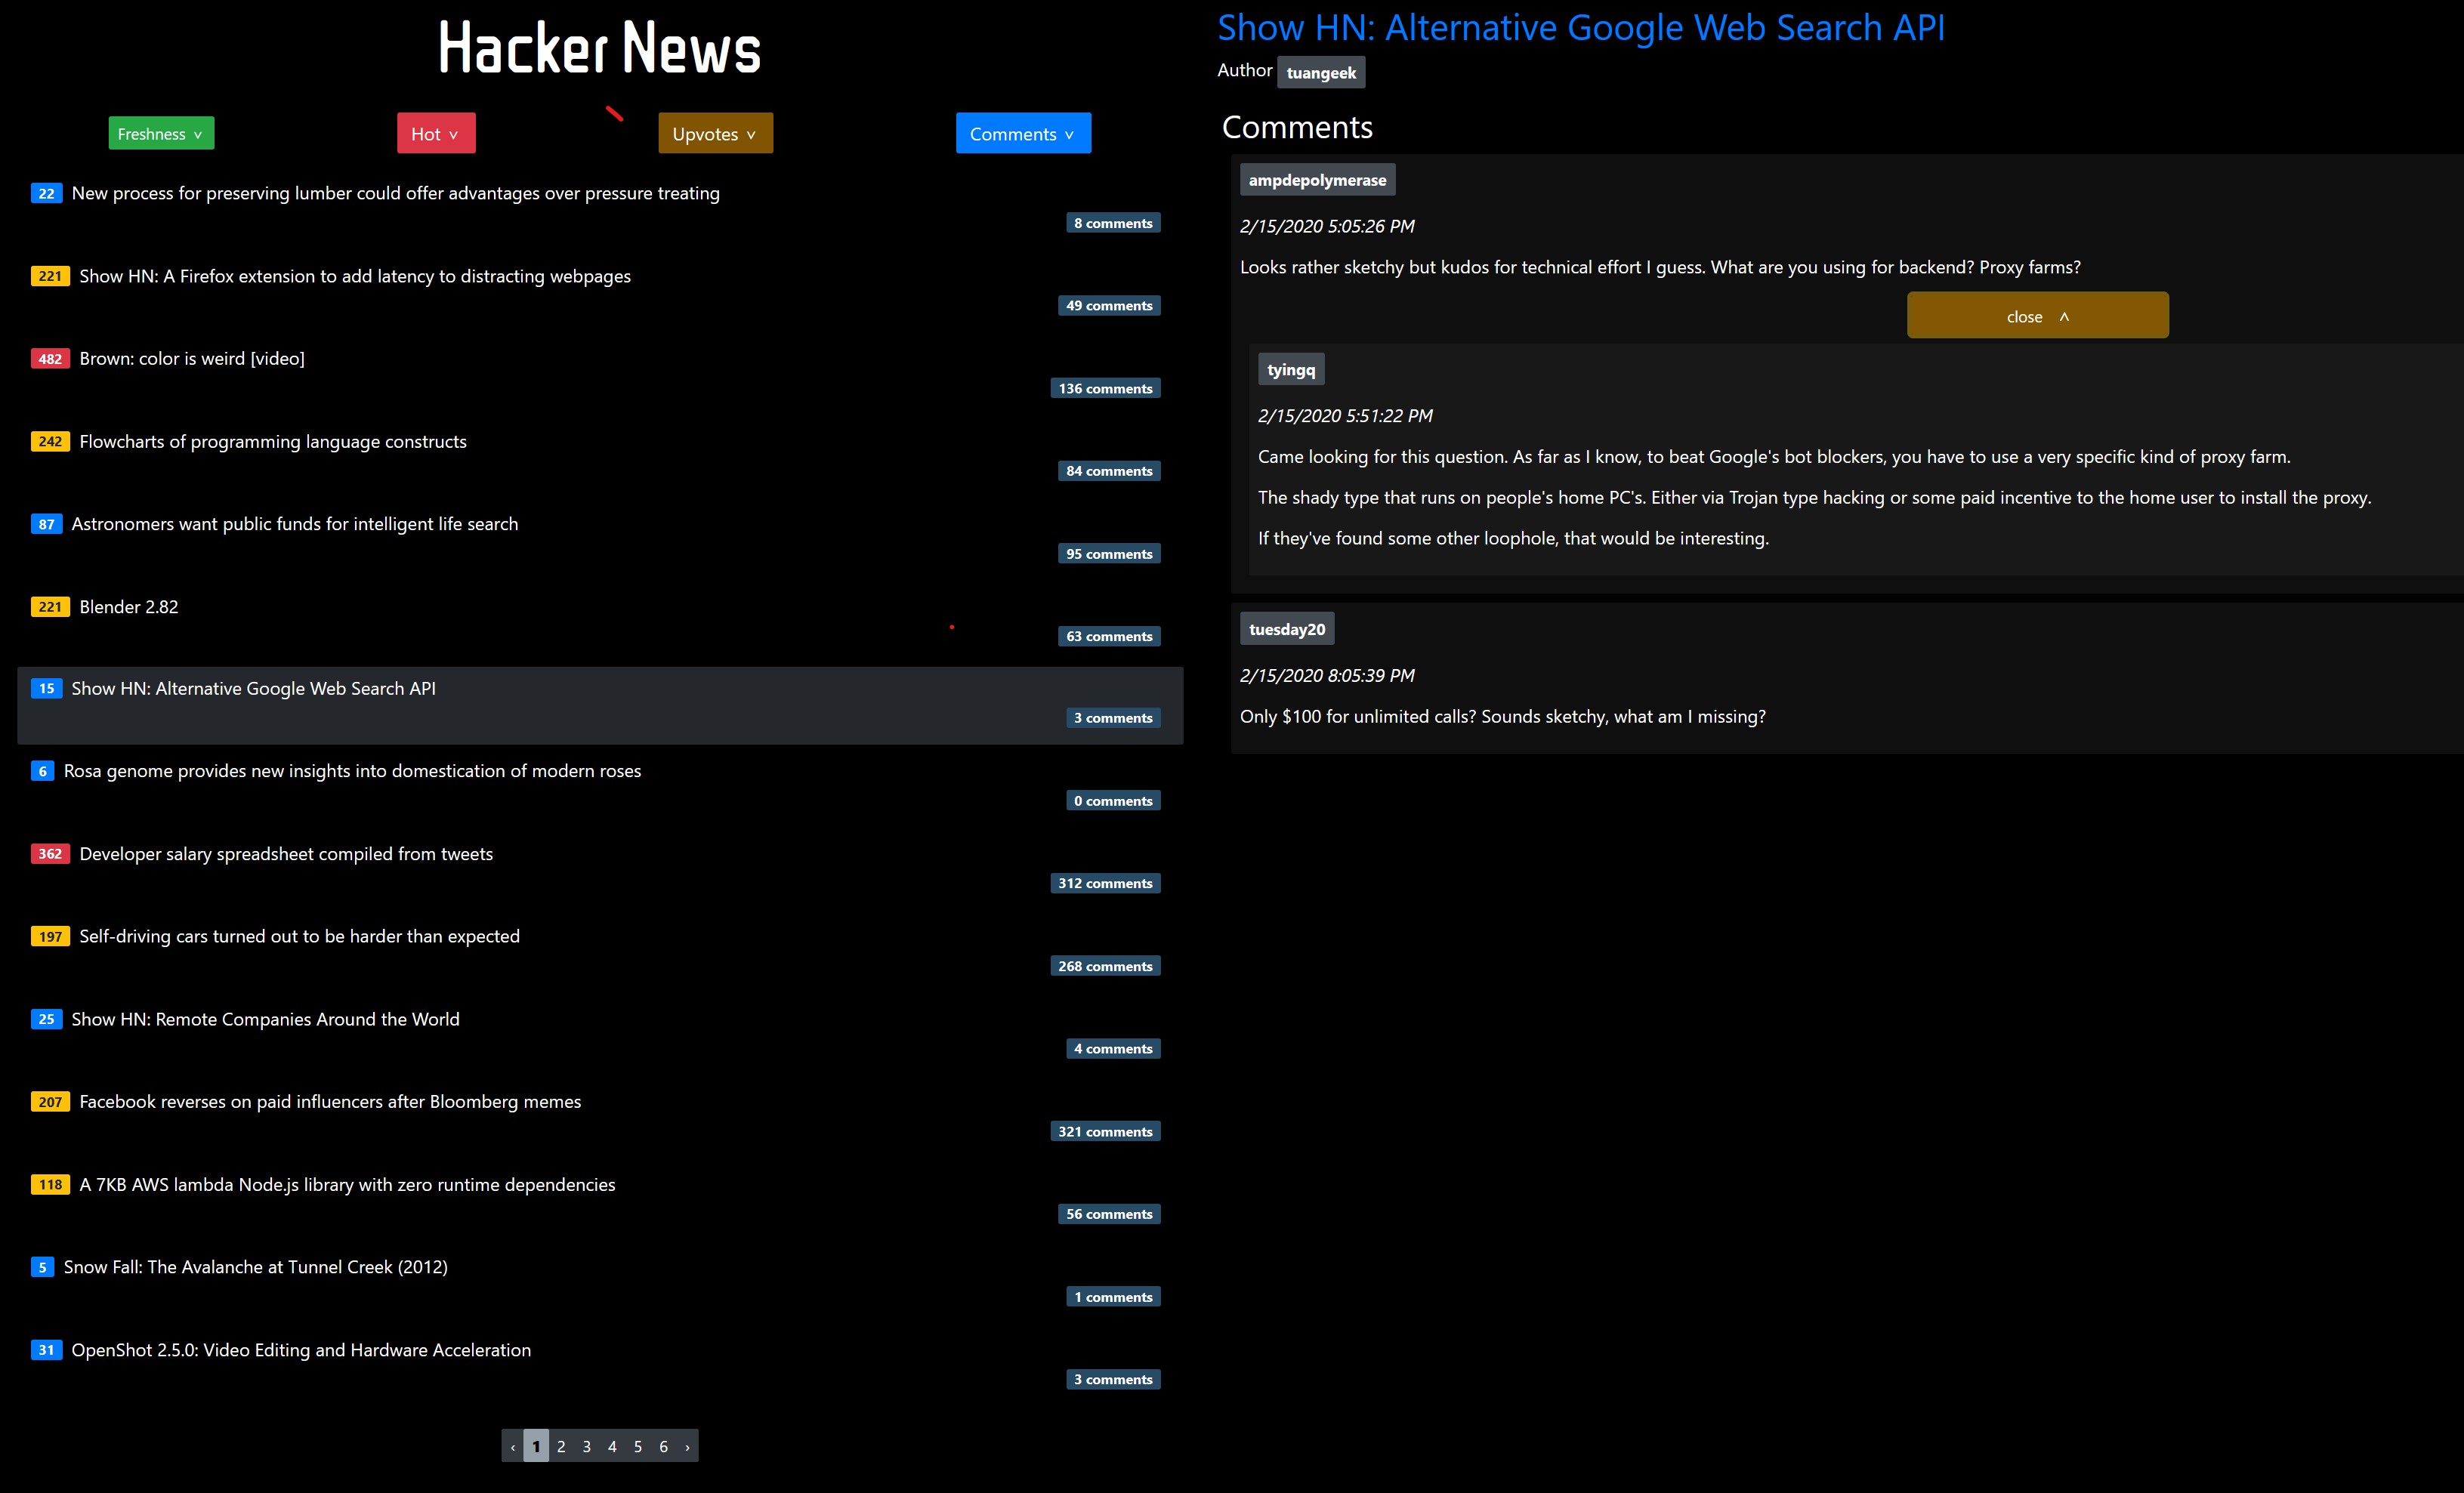 Hacker News
Freshness ˅
Hot ˅
Upvotes ˅
Comments ˅
22 New process for preserving lumber could offer advantages over pressure treating
8 comments
221 Show HN: A Firefox extension to add latency to distracting webpages
49 comments
482 Brown: color is weird [video]
136 comments
242 Flowcharts of programming language constructs
84 comments
87 Astronomers want public funds for intelligent life search
95 comments
221 Blender 2.82
63 comments
15 Show HN: Alternative Google Web Search API
3 comments
6 Rosa genome provides new insights into domestication of modern roses
0 comments
362 Developer salary spreadsheet compiled from tweets
312 comments
197 Self-driving cars turned out to be harder than expected
268 comments
25 Show HN: Remote Companies Around the World
4 comments
207 Facebook reverses on paid influencers after Bloomberg memes
321 comments
118 A 7KB AWS lambda Node.js library with zero runtime dependencies
56 comments
5 Snow Fall: The Avalanche at Tunnel Creek (2012)
1 comments
31 OpenShot 2.5.0: Video Editing and Hardware Acceleration
3 comments
‹ 1 2 3 4 5 6 ›
Show HN: Alternative Google Web Search API
Author tuangeek
Comments
ampdepolymerase
2/15/2020 5:05:26 PM
Looks rather sketchy but kudos for technical effort I guess. What are you using for backend? Proxy farms?
close ˄
tyingq
2/15/2020 5:51:22 PM
Came looking for this question. As far as I know, to beat Google's bot blockers, you have to use a very specific kind of proxy farm.
The shady type that runs on people's home PC's. Either via Trojan type hacking or some paid incentive to the home user to install the proxy.
If they've found some other loophole, that would be interesting.
tuesday20
2/15/2020 8:05:39 PM
Only $100 for unlimited calls? Sounds sketchy, what am I missing?